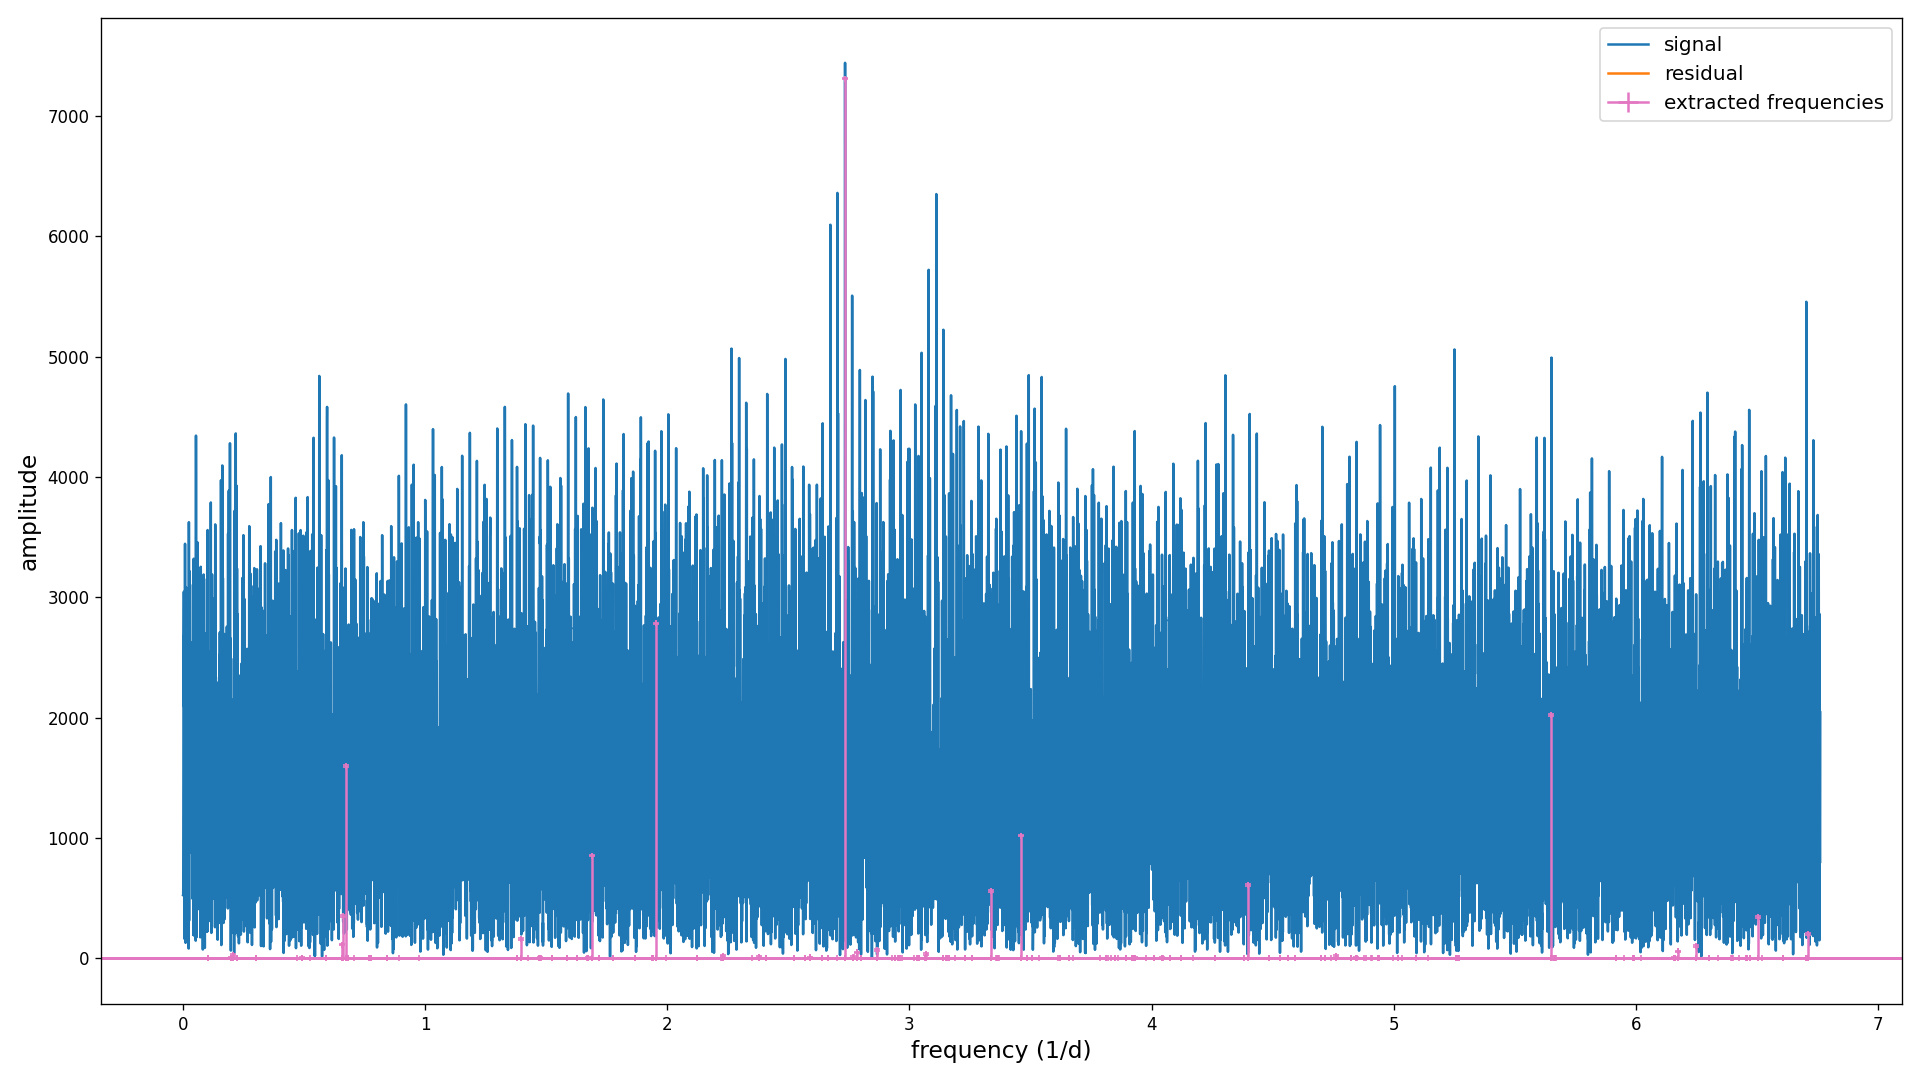 signal
residual
extracted frequencies
amplitude
7000
6000
5000
4000
3000
2000
1000
0
0 1 2 3 4 5 6 7
frequency (1/d)